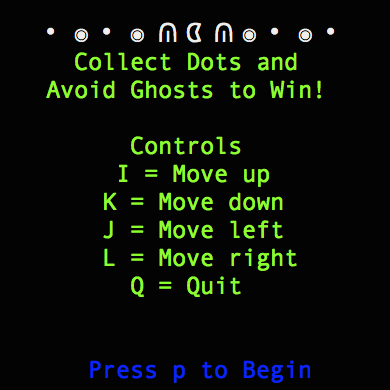 • ◉ • ◉ ᗝ ᗧ ᗝ ◉ • ◉ •
Collect Dots and
Avoid Ghosts to Win!
Controls
I = Move up
K = Move down
J = Move left
L = Move right
Q = Quit
Press p to Begin